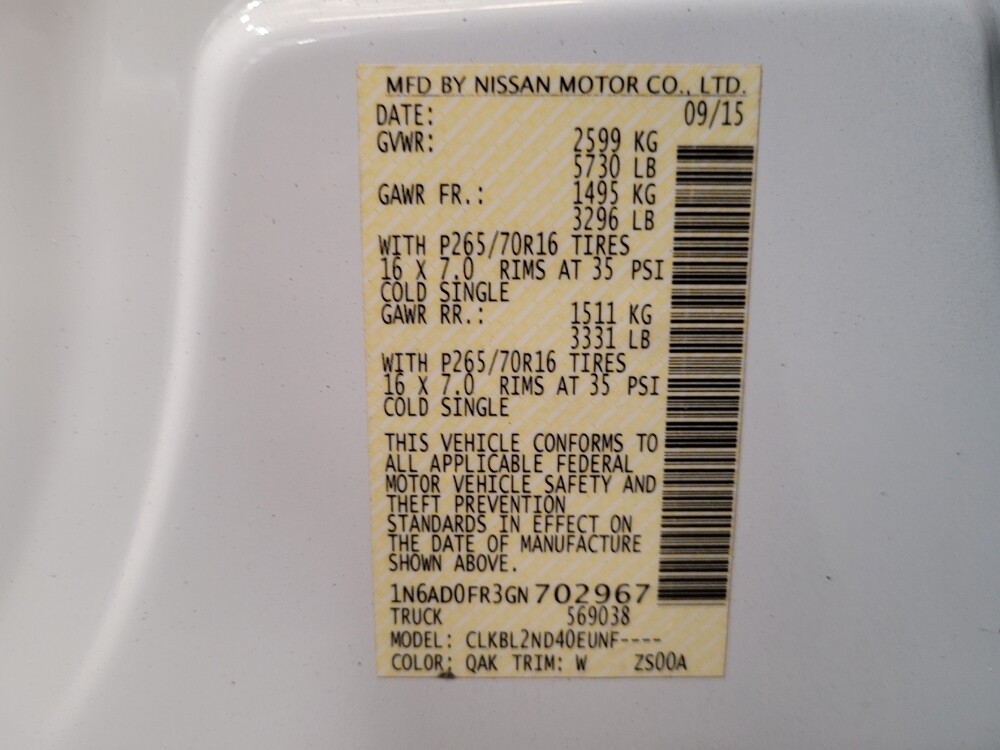 MFD BY NISSAN MOTOR CO., LTD.
DATE: 09/15
GVWR: 2599 KG
5730 LB
GAWR FR.: 1495 KG
3296 LB
WITH P265/70R16 TIRES
16 X 7.0 RIMS AT 35 PSI
COLD SINGLE
GAWR RR.: 1511 KG
3331 LB
WITH P265/70R16 TIRES
16 X 7.0 RIMS AT 35 PSI
COLD SINGLE
THIS VEHICLE CONFORMS TO
ALL APPLICABLE FEDERAL
MOTOR VEHICLE SAFETY AND
THEFT PREVENTION
STANDARDS IN EFFECT ON
THE DATE OF MANUFACTURE
SHOWN ABOVE.
1N6AD0FR3GN702967
TRUCK 569038
MODEL: CLKBL2ND40EUNF----
COLOR: QAK TRIM: W ZS00A